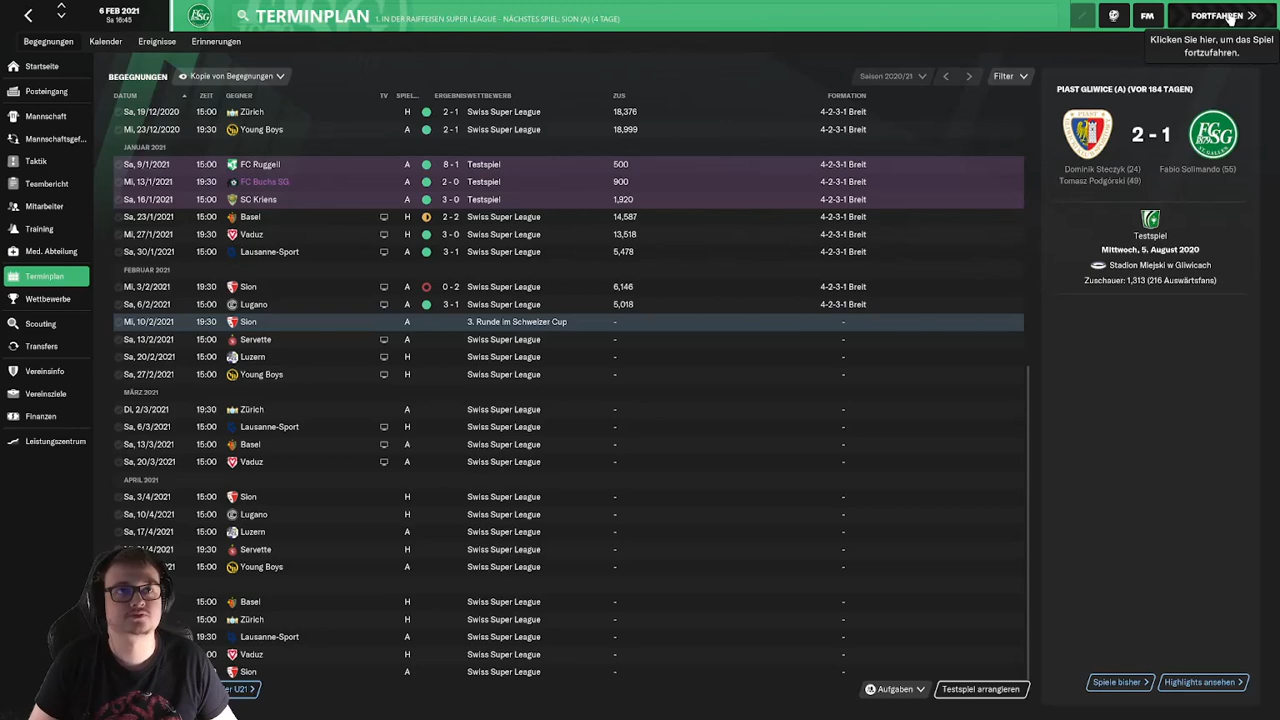 6 FEB 2021
Sa 16:45
TERMINPLAN
1. IN DER RAIFFEISEN SUPER LEAGUE - NÄCHSTES SPIEL: SION (A) (4 TAGE)
FM
FORTFAHREN
Klicken Sie hier, um das Spiel
fortzufahren.
Begegnungen Kalender Ereignisse Erinnerungen
Startseite
Posteingang
Mannschaft
Mannschaftsgef...
Taktik
Teambericht
Mitarbeiter
Training
Med. Abteilung
Terminplan
Wettbewerbe
Scouting
Transfers
Vereinsinfo
Vereinsziele
Finanzen
Leistungszentrum
BEGEGNUNGEN Kopie von Begegnungen Saison 2020/21 Filter
DATUM ZEIT GEGNER TV SPIEL... ERGEBNIS WETTBEWERB ZUS FORMATION
Sa, 19/12/2020 15:00 Zürich H 2 - 1 Swiss Super League 18,376 4-2-3-1 Breit
Mi, 23/12/2020 19:30 Young Boys H 2 - 1 Swiss Super League 18,999 4-2-3-1 Breit
JANUAR 2021
Sa, 9/1/2021 15:00 FC Ruggell A 8 - 1 Testspiel 500 4-2-3-1 Breit
Mi, 13/1/2021 19:30 FC Buchs SG A 2 - 0 Testspiel 900 4-2-3-1 Breit
Sa, 16/1/2021 15:00 SC Kriens A 3 - 0 Testspiel 1,920 4-2-3-1 Breit
Sa, 23/1/2021 15:00 Basel H 2 - 2 Swiss Super League 14,587 4-2-3-1 Breit
Mi, 27/1/2021 19:30 Vaduz H 3 - 0 Swiss Super League 13,518 4-2-3-1 Breit
Sa, 30/1/2021 15:00 Lausanne-Sport A 3 - 1 Swiss Super League 5,478 4-2-3-1 Breit
FEBRUAR 2021
Mi, 3/2/2021 19:30 Sion A 0 - 2 Swiss Super League 6,146 4-2-3-1 Breit
Sa, 6/2/2021 15:00 Lugano A 3 - 1 Swiss Super League 5,018 4-2-3-1 Breit
Mi, 10/2/2021 19:30 Sion A 3. Runde im Schweizer Cup - -
Sa, 13/2/2021 15:00 Servette A Swiss Super League - -
Sa, 20/2/2021 15:00 Luzern H Swiss Super League - -
Sa, 27/2/2021 15:00 Young Boys H Swiss Super League - -
MÄRZ 2021
Di, 2/3/2021 19:30 Zürich A Swiss Super League - -
Sa, 6/3/2021 15:00 Lausanne-Sport H Swiss Super League - -
Sa, 13/3/2021 15:00 Basel A Swiss Super League - -
Sa, 20/3/2021 15:00 Vaduz A Swiss Super League - -
APRIL 2021
Sa, 3/4/2021 15:00 Sion H Swiss Super League - -
Sa, 10/4/2021 15:00 Lugano H Swiss Super League - -
Sa, 17/4/2021 15:00 Luzern A Swiss Super League - -
/4/2021 19:30 Servette H Swiss Super League - -
/4/2021 15:00 Young Boys A Swiss Super League - -
15:00 Basel H Swiss Super League - -
15:00 Zürich H Swiss Super League - -
19:30 Lausanne-Sport A Swiss Super League - -
:00 Vaduz H Swiss Super League - -
:00 Sion A Swiss Super League - -
er U21 Aufgaben Testspiel arrangieren
PIAST GLIWICE (A) (VOR 184 TAGEN)
2 - 1
FCSG
1879
ST.GALLEN
Dominik Steczyk (24) Fabio Solimando (55)
Tomasz Podgórski (49)
Testspiel
Mittwoch, 5. August 2020
Stadion Miejski w Gliwicach
Zuschauer: 1,313 (216 Auswärtsfans)
Spiele bisher Highlights ansehen